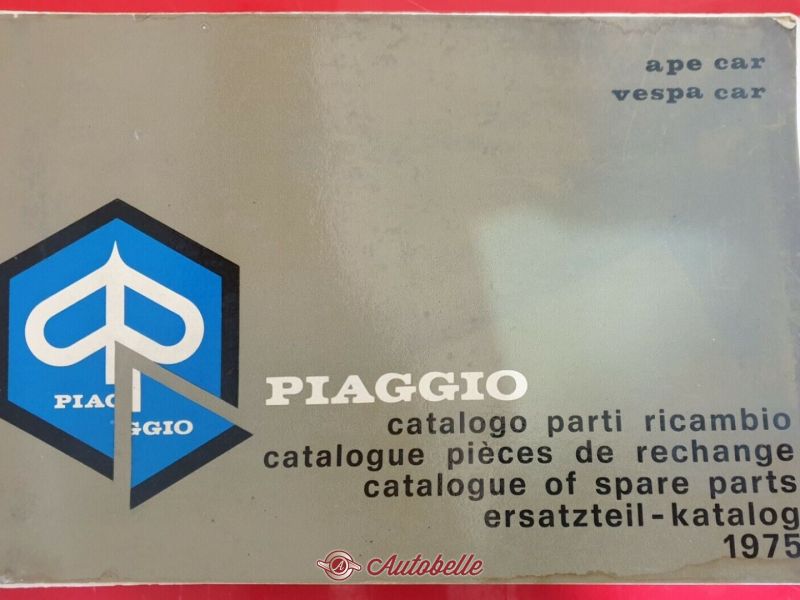 ape car
vespa car
PIAG
GGIO
PIAGGIO
catalogo parti ricambio
catalogue pièces de rechange
catalogue of spare parts
ersatzteil-katalog
1975
A Autobelle